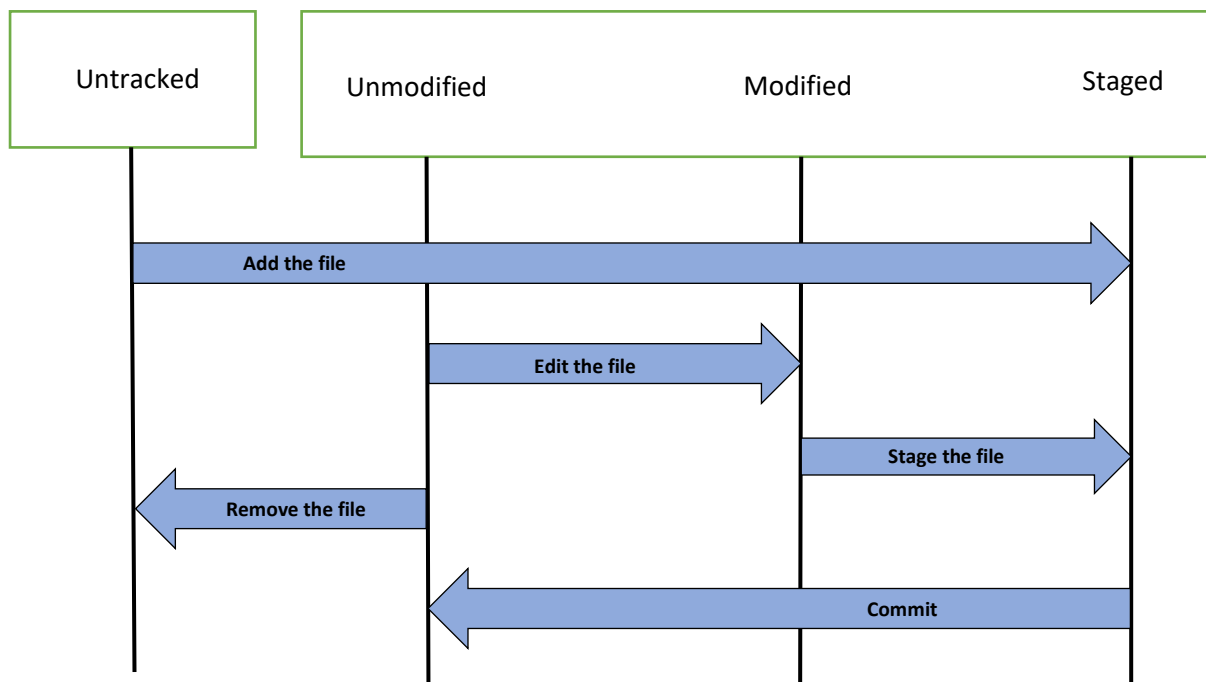 Untracked
Unmodified
Modified
Staged
Add the file
Edit the file
Stage the file
Remove the file
Commit